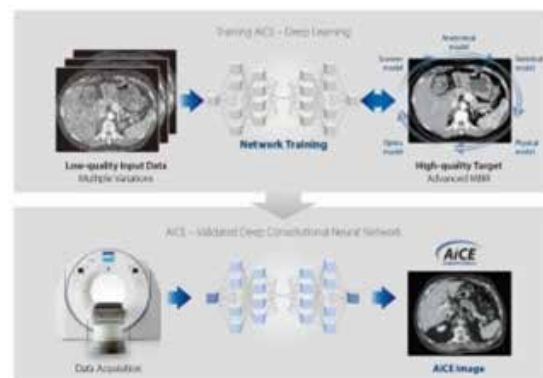 Training AiCE – Deep Learning
Anatomical
model
Scanner
model
Statistical
model
Optics
model
Physical
model
Low-quality Input Data
Multiple Variations
Network Training
High-quality Target
Advanced MBIR
AiCE – Validated Deep Convolutional Neural Network
AiCE
Data Acquisition
AiCE Image